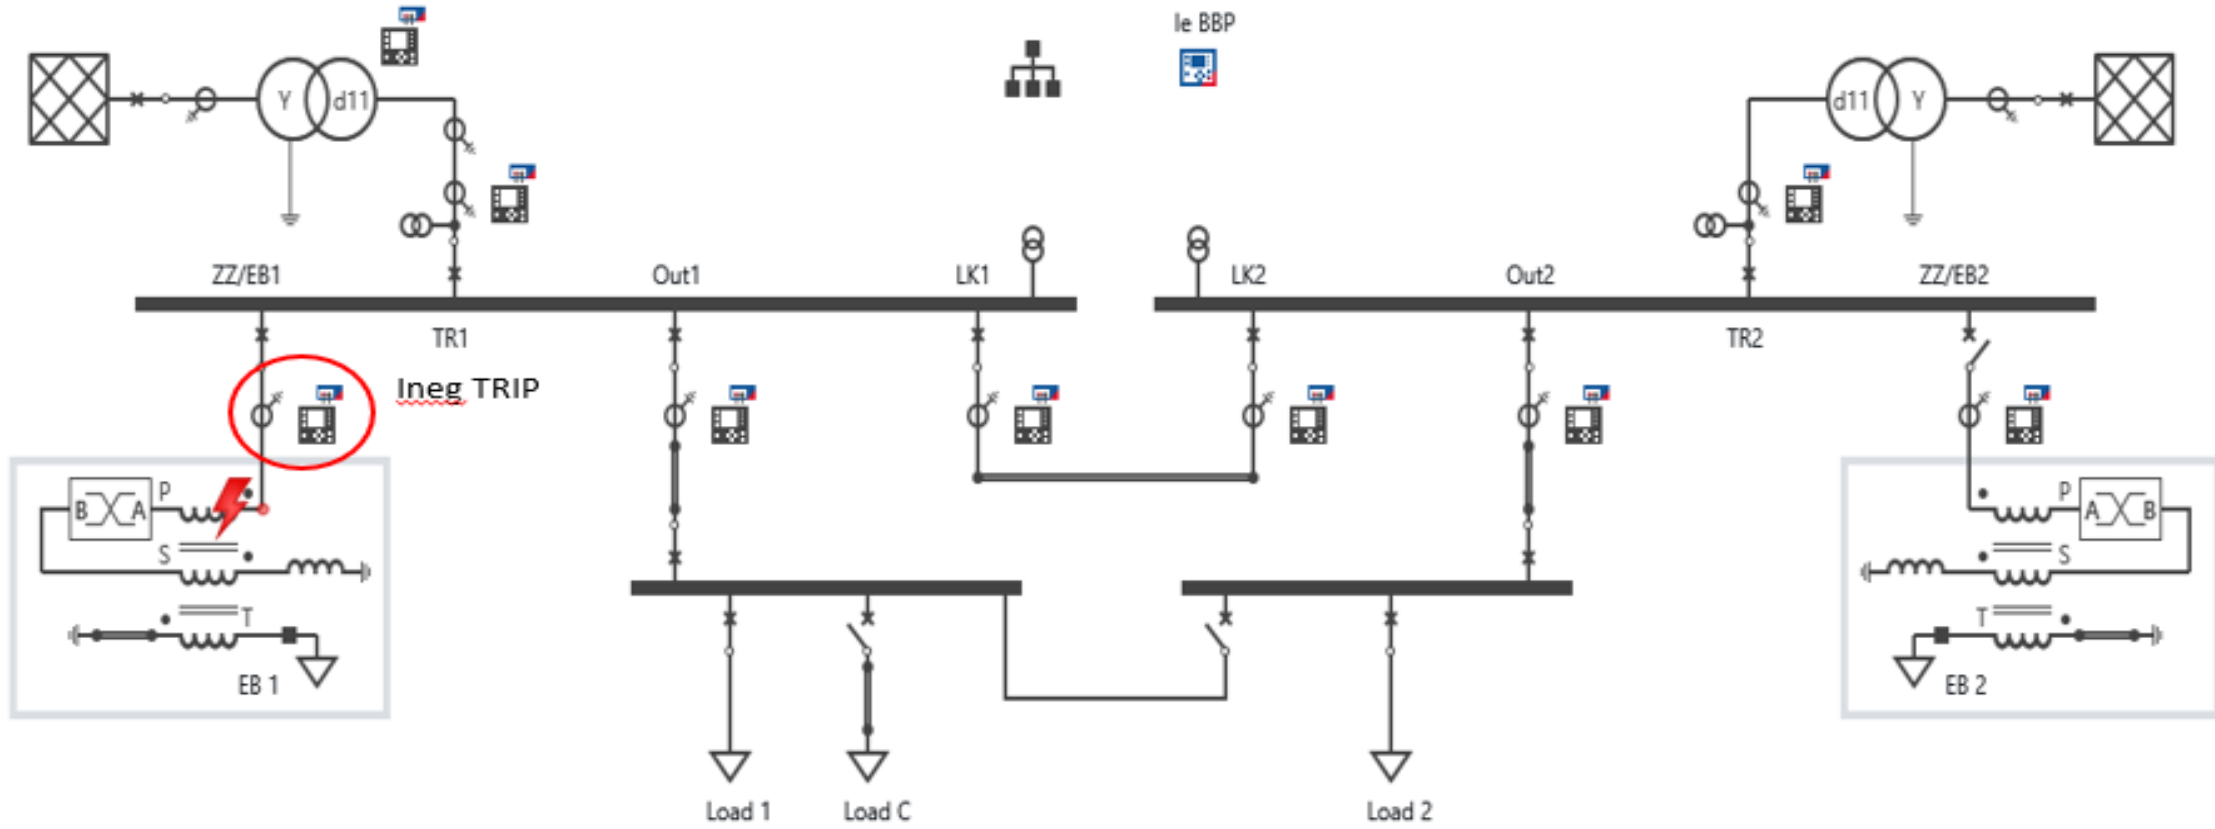 Ie BBP
Y
d11
d11
Y
ZZ/EB1
Out1
LK1
LK2
Out2
ZZ/EB2
TR1
TR2
Ineg TRIP
B
A
P
S
T
EB 1
P
A
B
S
T
EB 2
Load 1
Load C
Load 2